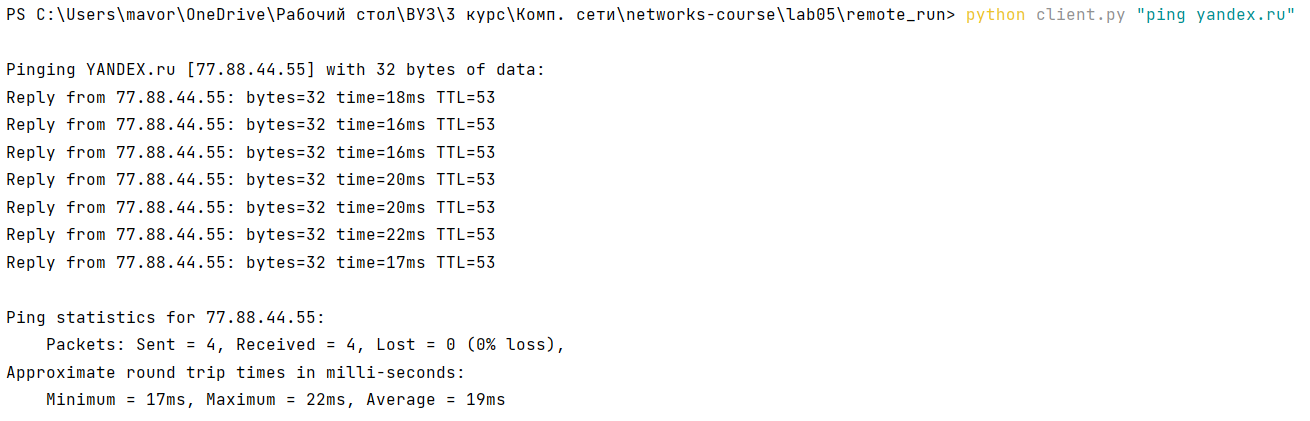 PS C:\Users\mavor\OneDrive\Рабочий стол\ВУЗ\3 курс\Комп. сети\networks-course\lab05\remote_run> python client.py "ping yandex.ru"
Pinging YANDEX.ru [77.88.44.55] with 32 bytes of data:
Reply from 77.88.44.55: bytes=32 time=18ms TTL=53
Reply from 77.88.44.55: bytes=32 time=16ms TTL=53
Reply from 77.88.44.55: bytes=32 time=16ms TTL=53
Reply from 77.88.44.55: bytes=32 time=20ms TTL=53
Reply from 77.88.44.55: bytes=32 time=20ms TTL=53
Reply from 77.88.44.55: bytes=32 time=22ms TTL=53
Reply from 77.88.44.55: bytes=32 time=17ms TTL=53
Ping statistics for 77.88.44.55:
    Packets: Sent = 4, Received = 4, Lost = 0 (0% loss),
Approximate round trip times in milli-seconds:
    Minimum = 17ms, Maximum = 22ms, Average = 19ms